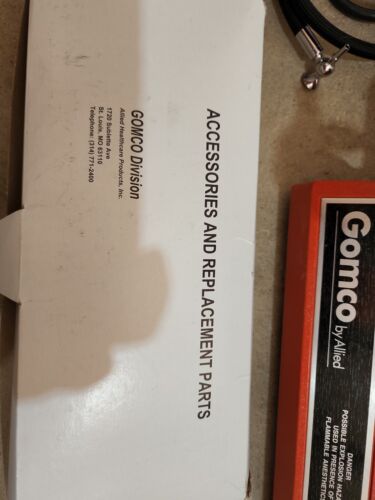 ACCESSORIES AND REPLACEMENT PARTS
GOMCO Division
Allied Healthcare Products, Inc.
1720 Sublette Ave
St. Louis, MO 63110
Telephone: (314) 771-2400
Gomco by Allied
DANGER
POSSIBLE EXPLOSION HAZA
USED IN PRESENCE OF
FLAMMABLE ANESTHETIC